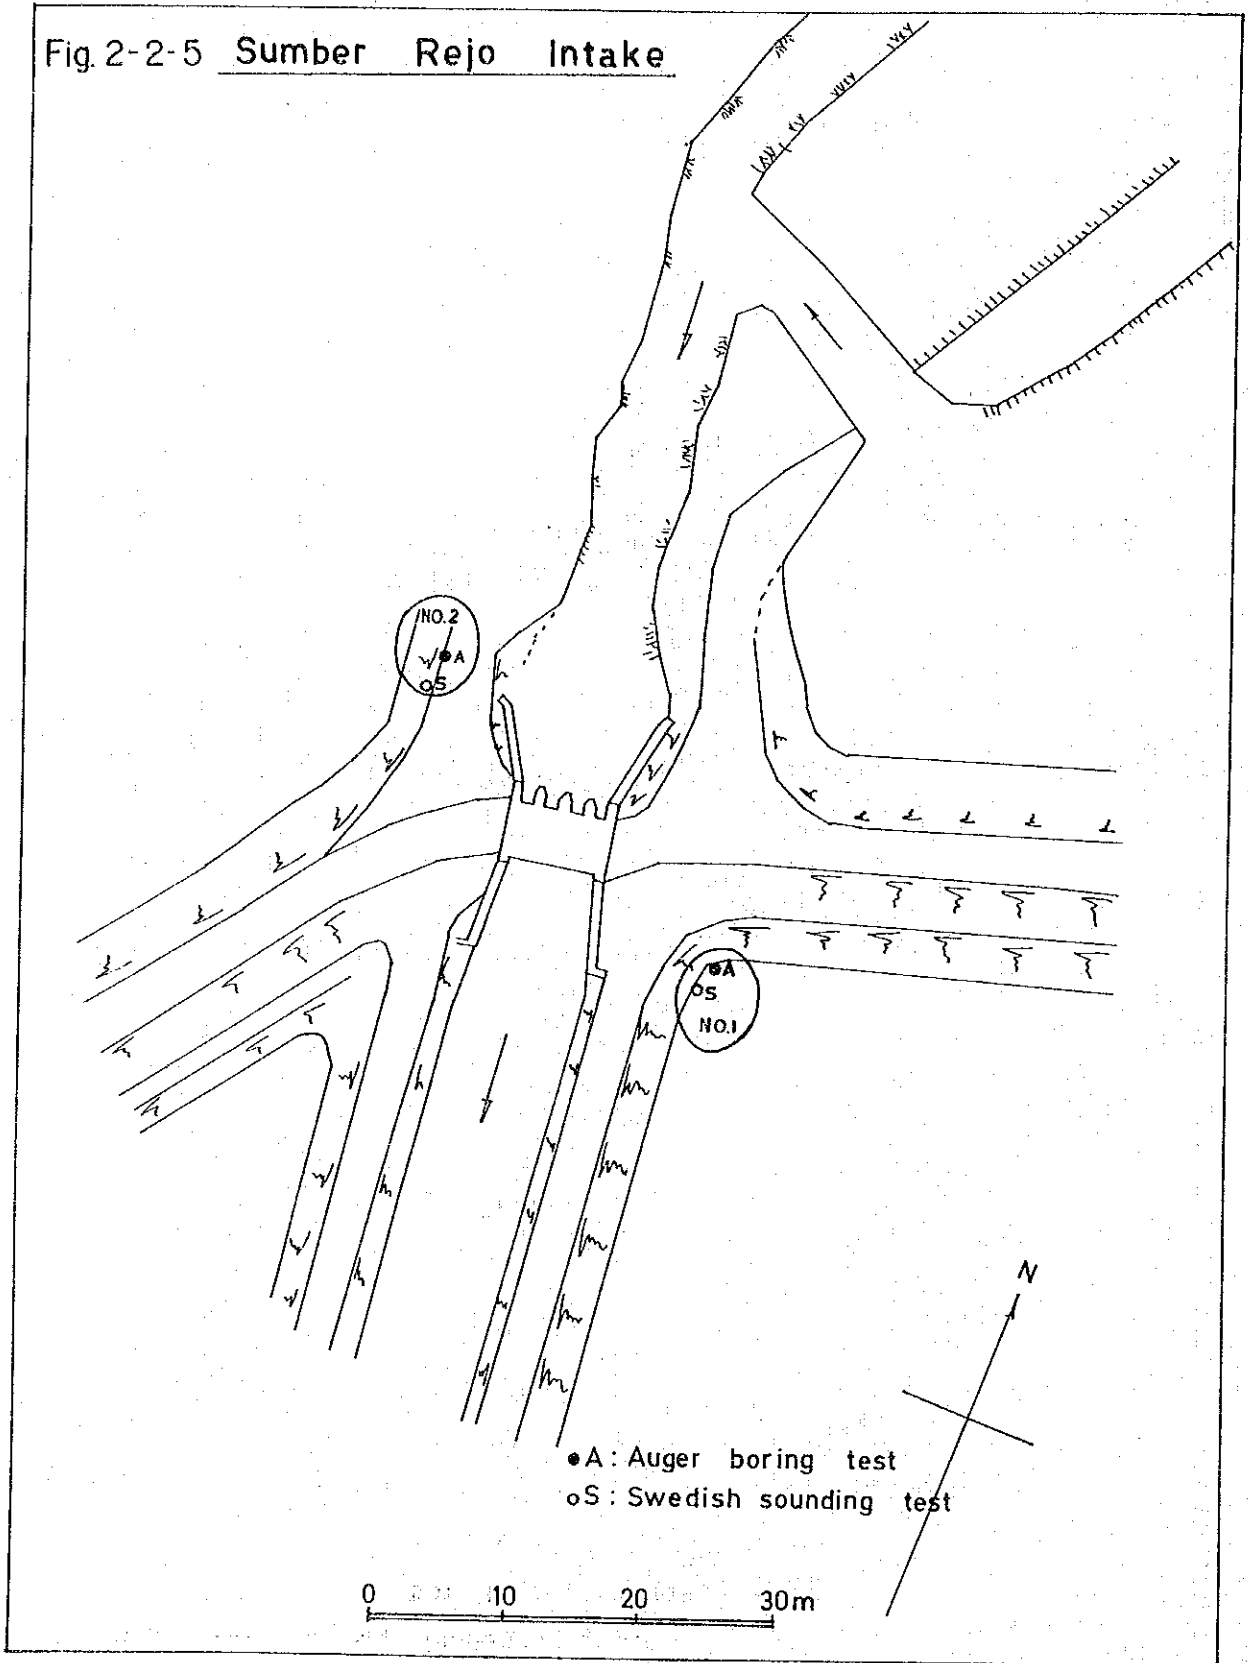 Fig. 2-2-5 Sumber Rejo Intake
NO.2
A
S
A
S
NO.1
N
A : Auger boring test
S : Swedish sounding test
0 10 20 30m